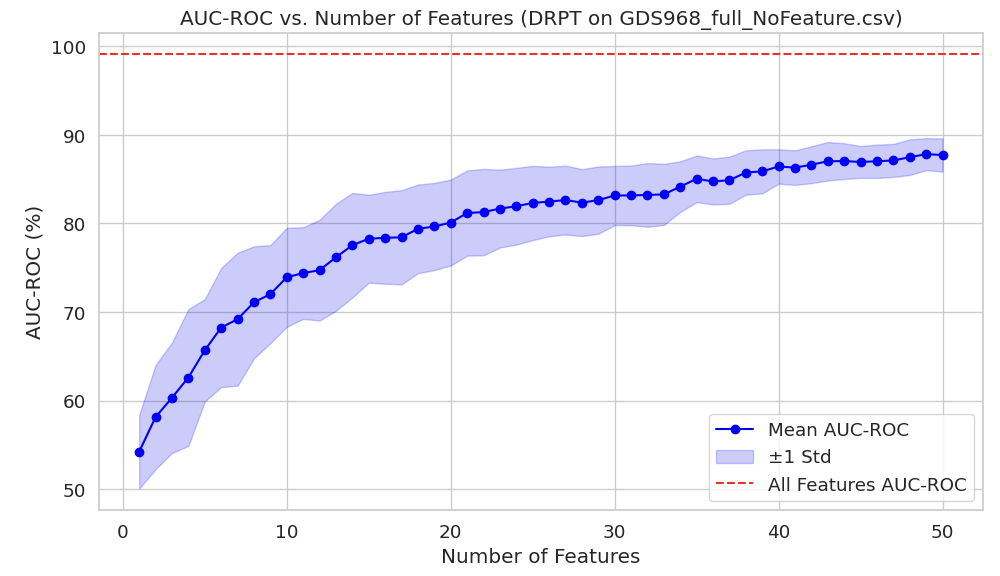 AUC-ROC vs. Number of Features (DRPT on GDS968_full_NoFeature.csv)
AUC-ROC (%)
100
90
80
70
60
50
0 10 20 30 40 50
Number of Features
Mean AUC-ROC
±1 Std
All Features AUC-ROC